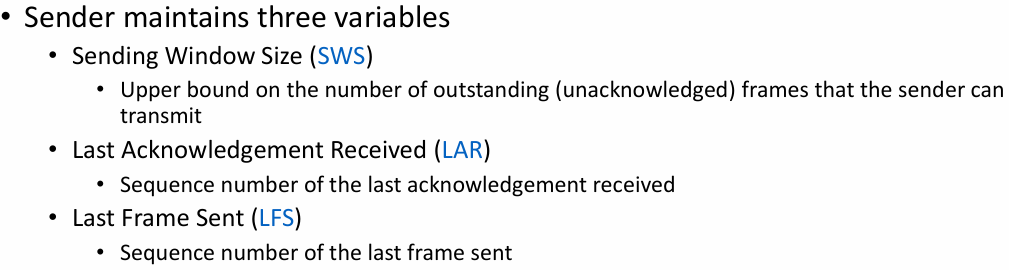 • Sender maintains three variables
• Sending Window Size (SWS)
• Upper bound on the number of outstanding (unacknowledged) frames that the sender can
transmit
• Last Acknowledgement Received (LAR)
• Sequence number of the last acknowledgement received
• Last Frame Sent (LFS)
• Sequence number of the last frame sent